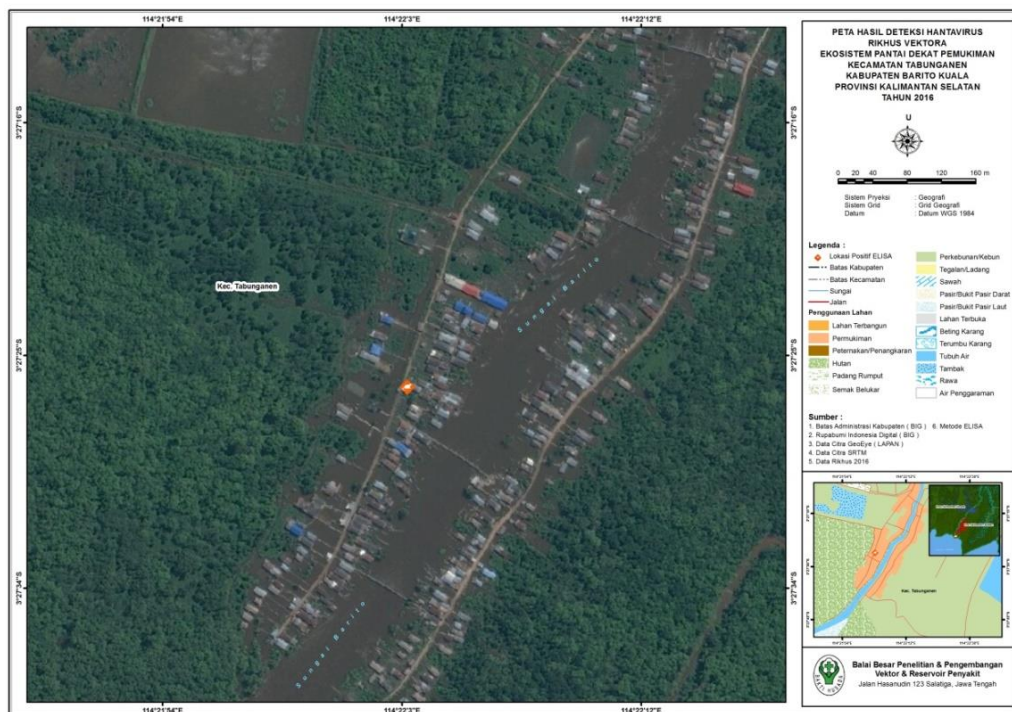 114°21'54"E
114°22'3"E
114°22'12"E
3°27'16"S
3°27'25"S
3°27'34"S
3°27'16"S
3°27'25"S
3°27'34"S
Kec. Tabunganen
Sungai Barito
Sungai Barito
114°21'54"E
114°22'3"E
114°22'12"E
PETA HASIL DETEKSI HANTAVIRUS
RIKHUS VEKTORA
EKOSISTEM PANTAI DEKAT PEMUKIMAN
KECAMATAN TABUNGANEN
KABUPATEN BARITO KUALA
PROVINSI KALIMANTAN SELATAN
TAHUN 2016
U
0 20 40 80 120 160 m
Sistem Pryeksi : Geografi
Sistem Grid : Grid Geografi
Datum : Datum WGS 1984
Legenda :
Lokasi Positif ELISA
Batas Kabupaten
Batas Kecamatan
Sungai
Jalan
Penggunaan Lahan
Lahan Terbangun
Permukiman
Peternakan/Penangkaran
Hutan
Padang Rumput
Semak Belukar
Perkebunan/Kebun
Tegalan/Ladang
Sawah
Pasir/Bukit Pasir Darat
Pasir/Bukit Pasir Laut
Lahan Terbuka
Beting Karang
Terumbu Karang
Tubuh Air
Tambak
Rawa
Air Penggaraman
Sumber :
1. Batas Administrasi Kabupaten ( BIG ) 6. Metode ELISA
2. Rupabumi Indonesia Digital ( BIG )
3. Data Citra GeoEye ( LAPAN )
4. Data Citra SRTM
5. Data Rikhus 2016
Kec. Tabunganen
BAKTI HUSADA
Balai Besar Penelitian & Pengembangan
Vektor & Reservoir Penyakit
Jalan Hasanudin 123 Salatiga, Jawa Tengah